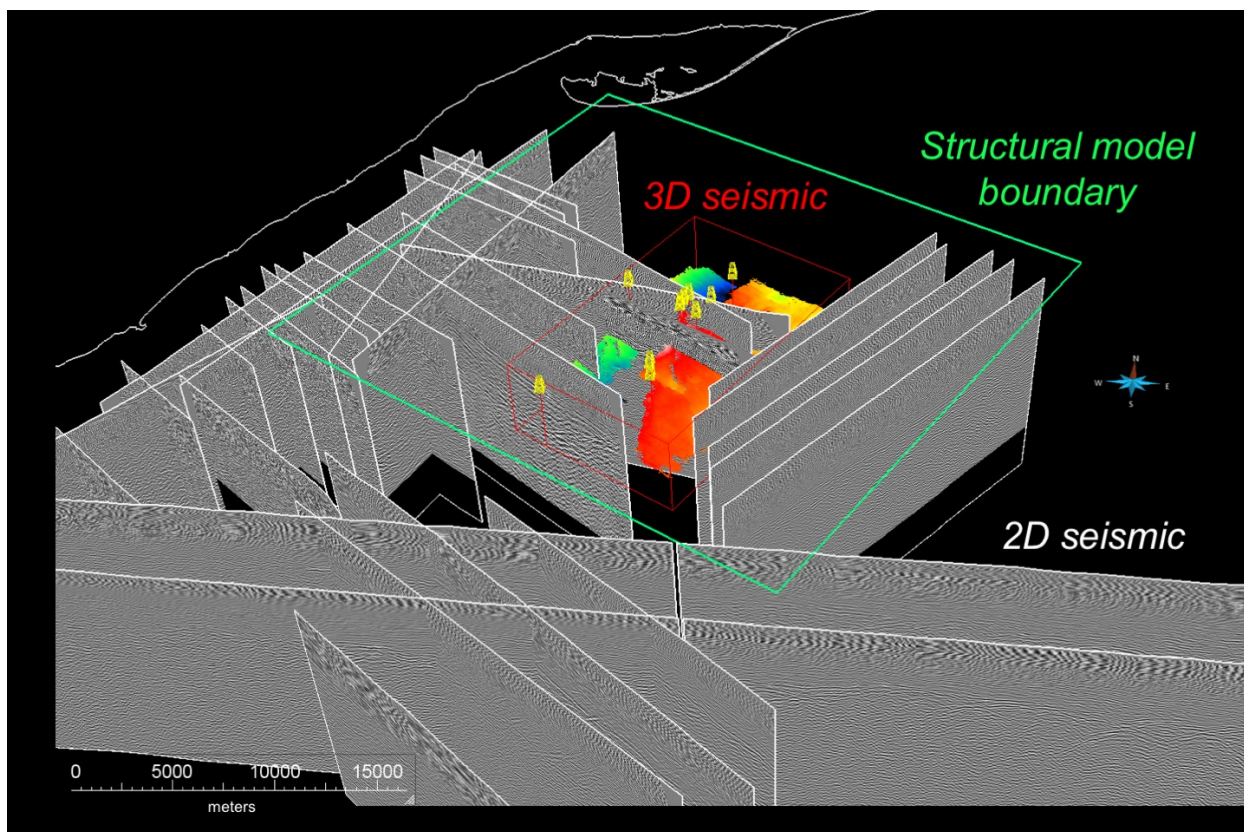 Structural model
boundary
3D seismic
N
W E
S
2D seismic
0 5000 10000 15000
meters